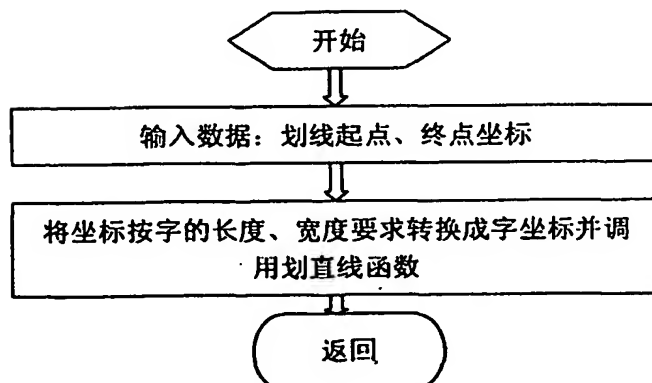 开始
输入数据：划线起点、终点坐标
将坐标按字的长度、宽度要求转换成字坐标并调
用划直线函数
返回